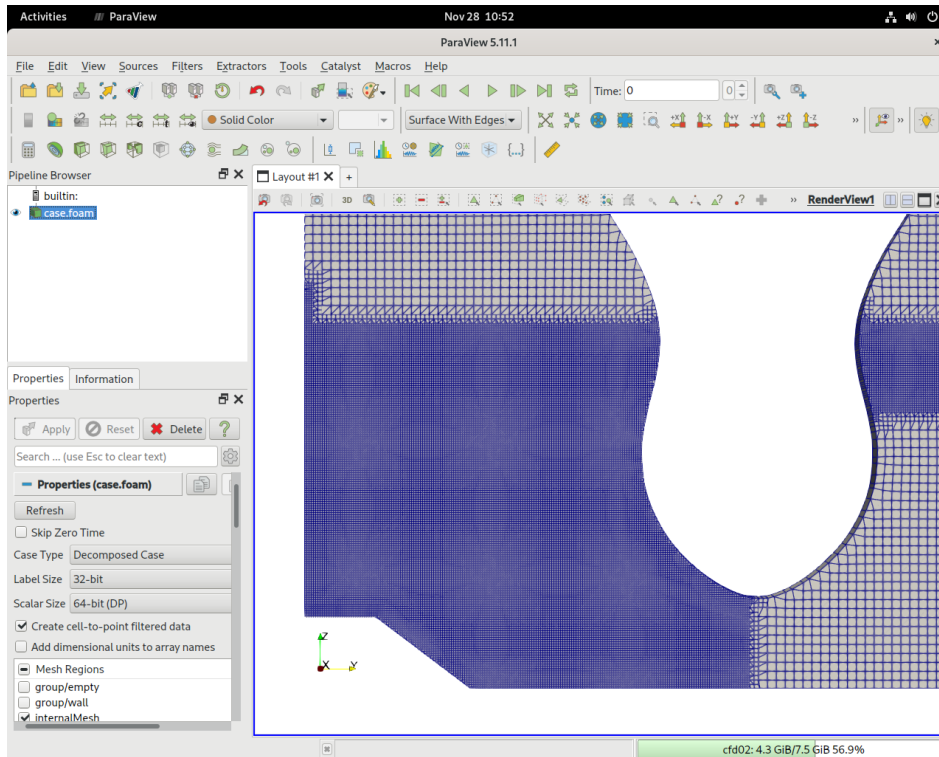 Activities ParaView Nov 28 10:52
ParaView 5.11.1
File Edit View Sources Filters Extractors Tools Catalyst Macros Help
3D
Time: 0 0
Solid Color Surface With Edges +X -X +Y -Y +Z -Z » »
{...}
Pipeline Browser
Layout #1 +
builtin:
3D » RenderView1
case.foam
Properties Information
Properties
Apply Reset Delete ?
Search ... (use Esc to clear text)
Properties (case.foam)
Refresh
Skip Zero Time
Case Type Decomposed Case
Label Size 32-bit
Scalar Size 64-bit (DP)
Create cell-to-point filtered data
Add dimensional units to array names
Mesh Regions
group/empty
group/wall
internalMesh
Z
X Y
cfd02: 4.3 GiB/7.5 GiB 56.9%